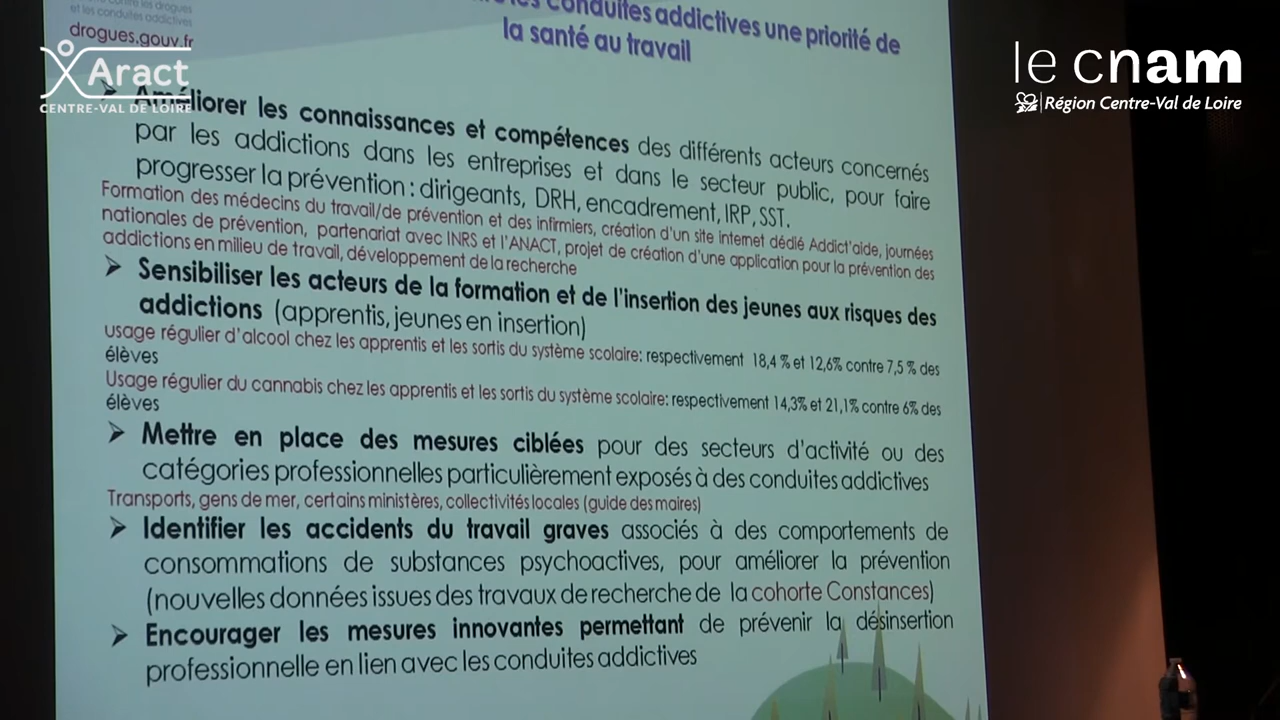 et les conduites addictives
drogues.gouv.fr
Aract
CENTRE-VAL DE LOIRE
le cnam
Région Centre-Val de Loire
les conduites addictives une priorité de
la santé au travail
➤ Améliorer les connaissances et compétences des différents acteurs concernés
par les addictions dans les entreprises et dans le secteur public, pour faire
progresser la prévention : dirigeants, DRH, encadrement, IRP, SST.
Formation des médecins du travail/de prévention et des infirmiers, création d'un site internet dédié Addict'aide, journées
nationales de prévention, partenariat avec INRS et l'ANACT, projet de création d'une application pour la prévention des
addictions en milieu de travail, développement de la recherche
➤ Sensibiliser les acteurs de la formation et de l'insertion des jeunes aux risques des
addictions (apprentis, jeunes en insertion)
usage régulier d'alcool chez les apprentis et les sortis du système scolaire: respectivement 18,4 % et 12,6% contre 7,5 % des
élèves
Usage régulier du cannabis chez les apprentis et les sortis du système scolaire: respectivement 14,3% et 21,1% contre 6% des
élèves
➤ Mettre en place des mesures ciblées pour des secteurs d'activité ou des
catégories professionnelles particulièrement exposés à des conduites addictives
Transports, gens de mer, certains ministères, collectivités locales (guide des maires)
➤ Identifier les accidents du travail graves associés à des comportements de
consommations de substances psychoactives, pour améliorer la prévention
(nouvelles données issues des travaux de recherche de la cohorte Constances)
➤ Encourager les mesures innovantes permettant de prévenir la désinsertion
professionnelle en lien avec les conduites addictives